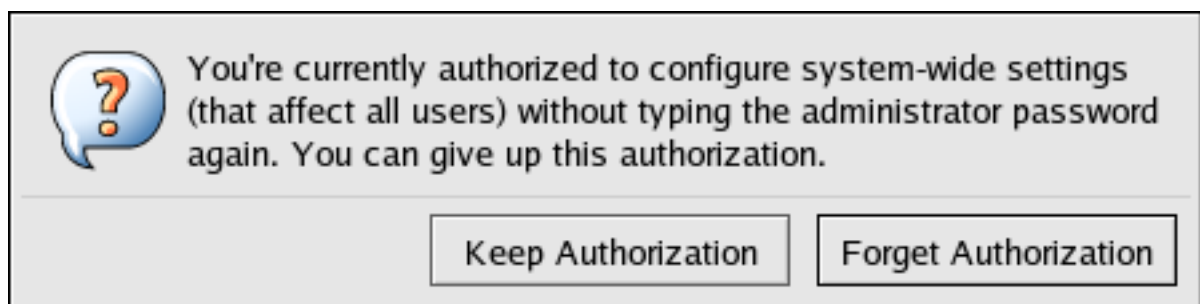 You're currently authorized to configure system-wide settings
(that affect all users) without typing the administrator password
again. You can give up this authorization.
Keep Authorization
Forget Authorization